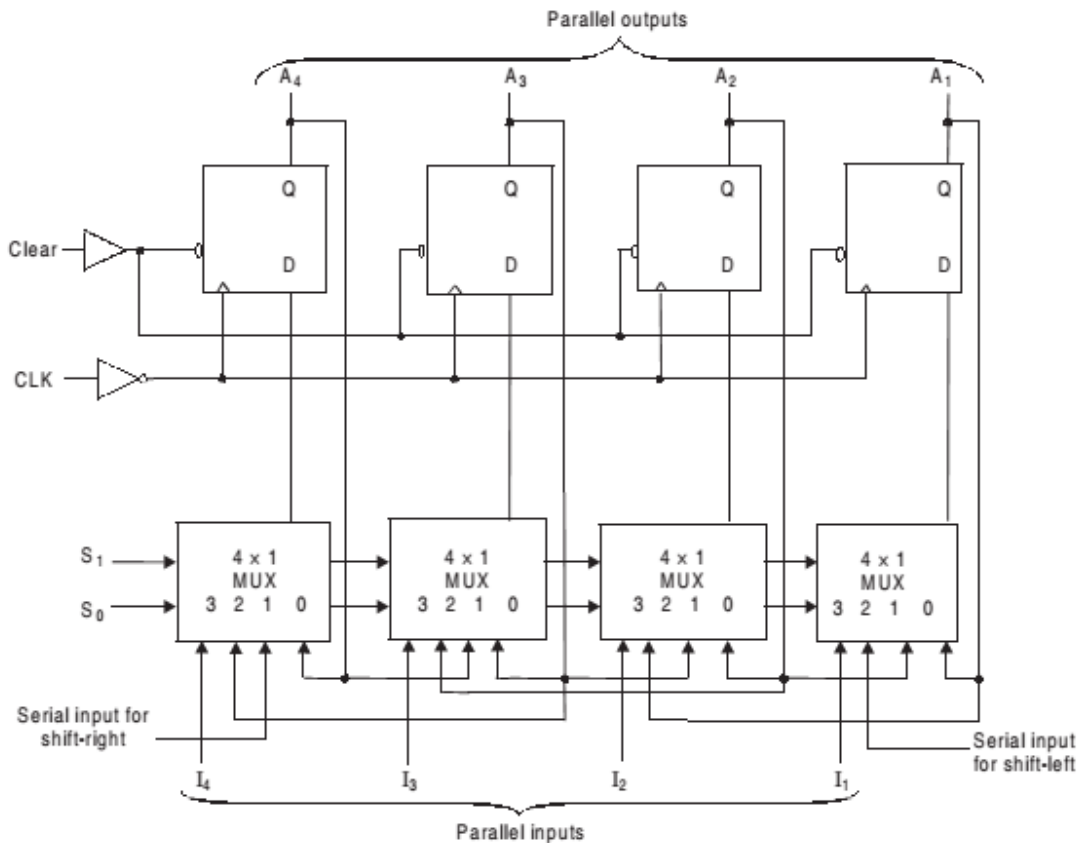 Parallel outputs
A₄ A₃ A₂ A₁
Q Q Q Q
Clear
D D D D
CLK
S₁
4 × 1 4 × 1 4 × 1 4 × 1
MUX MUX MUX MUX
S₀
3 2 1 0 3 2 1 0 3 2 1 0 3 2 1 0
Serial input for
shift-right
Serial input
for shift-left
I₄ I₃ I₂ I₁
Parallel inputs